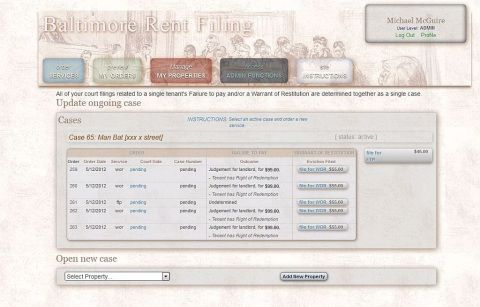 Baltimore Rent Filing
Michael McGuire
User Level: ADMIN
Log Out · Profile
order
SERVICES
preview
MY ORDERS
Manage
MY PROPERTIES
ADMIN FUNCTIONS
site
INSTRUCTIONS
All of your court filings related to a single tenant's Failure to pay and/or a Warrant of Restitution are determined together as a single case
Update ongoing case
Cases
INSTRUCTIONS: Select an active case and order a new service.
Case 65: Man Bat [xxx x street]
[ status: active ]
ORDER FAILURE TO PAY WARRANT OF RESTITUTION
Order Order Date Service Court Date Case Number Outcome Eviction Filed
259 5/12/2012 wor pending pending Judgement for landlord, for $99.00. file for WOR $55.00
- Tenant has Right of Redemption
260 5/12/2012 wor pending pending Judgement for landlord, for $99.00. file for WOR $55.00
- Tenant has Right of Redemption
261 5/12/2012 ftp pending pending Undetermined file for WOR $55.00
262 5/12/2012 wor pending pending Judgement for landlord, for $99.00. file for WOR $55.00
- Tenant has Right of Redemption
263 5/12/2012 wor pending pending Judgement for landlord, for $99.00. file for WOR $55.00
- Tenant has Right of Redemption
file for FTP $45.00
Open new case
Select Property...
Add New Property